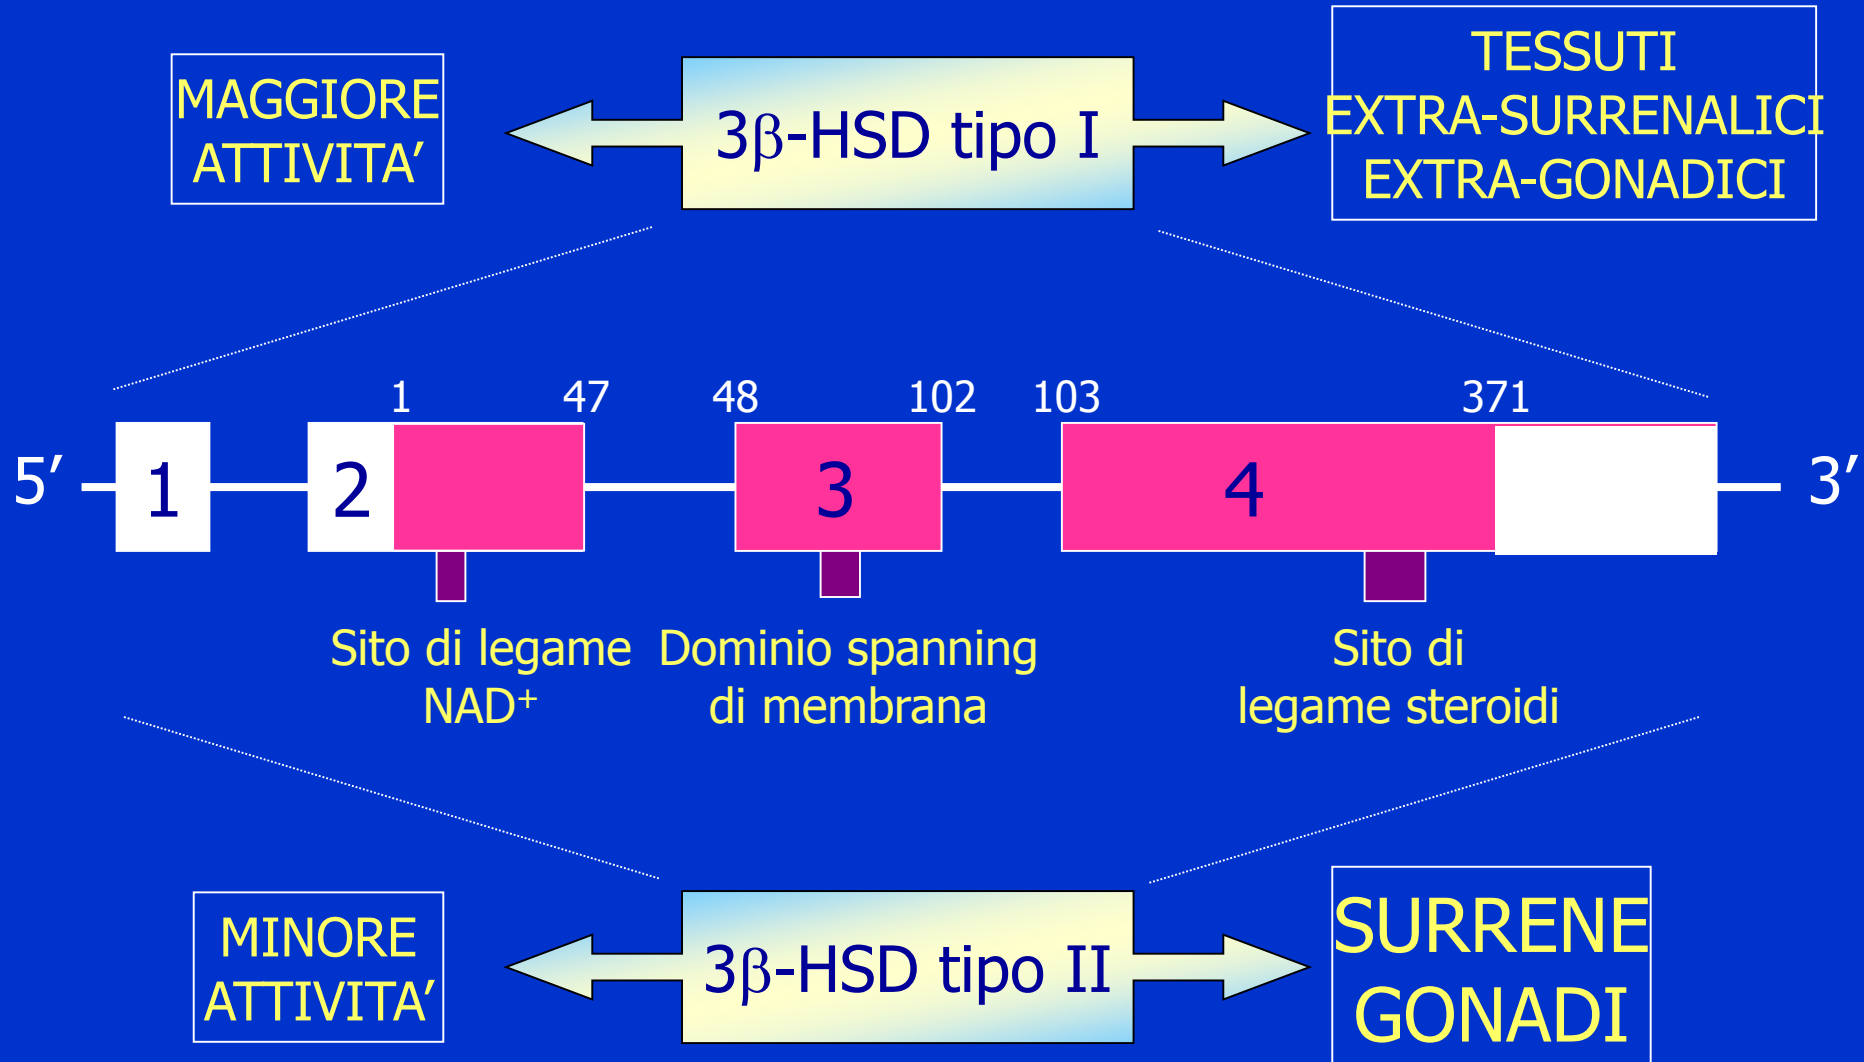 MAGGIORE
ATTIVITA’
3β-HSD tipo I
TESSUTI
EXTRA-SURRENALICI
EXTRA-GONADICI
1 47 48 102 103 371
5’ 1 2 3 4 3’
Sito di legame
NAD⁺
Dominio spanning
di membrana
Sito di
legame steroidi
MINORE
ATTIVITA’
3β-HSD tipo II
SURRENE
GONADI